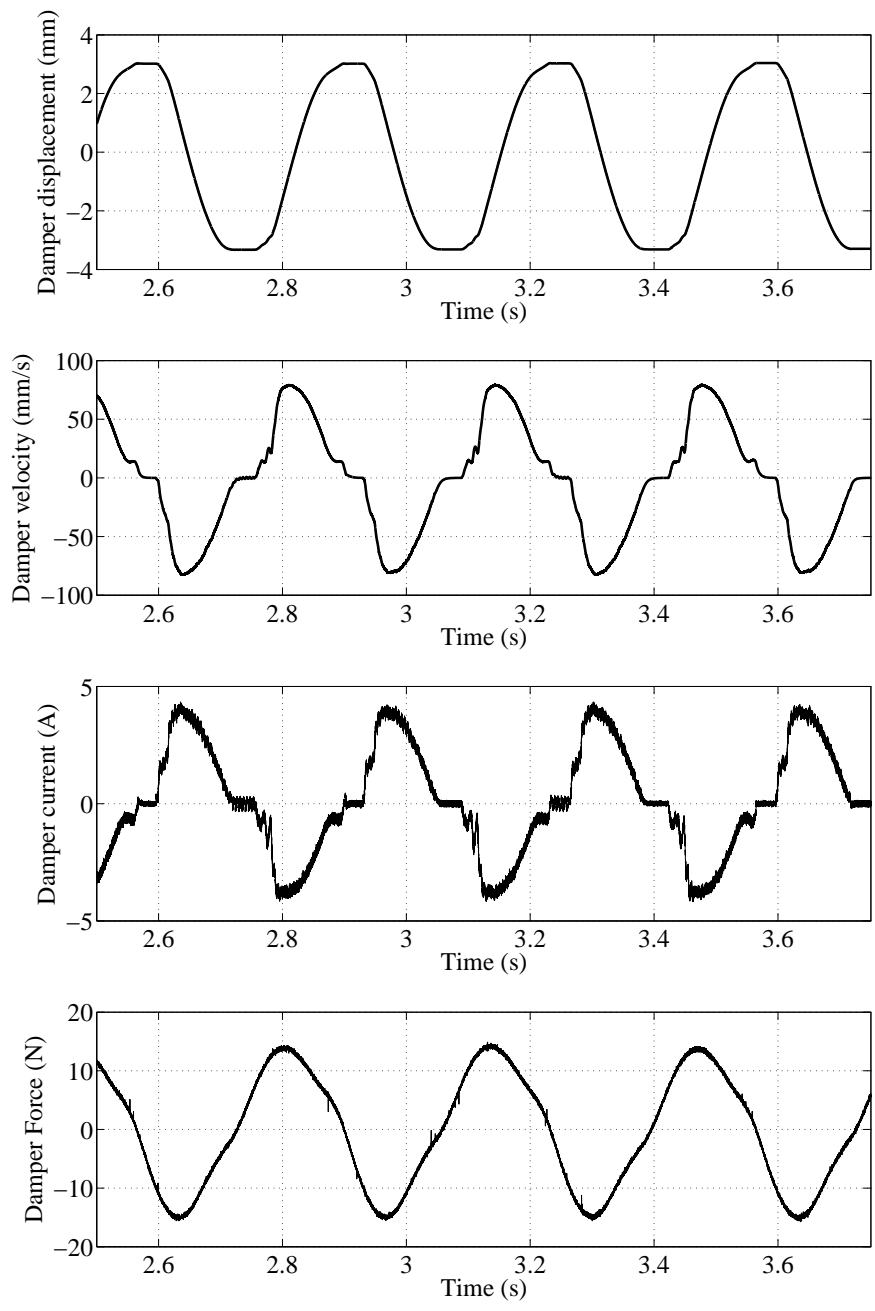 Damper displacement (mm)
4
2
0
−2
−4
2.6 2.8 3 3.2 3.4 3.6
Time (s)
Damper velocity (mm/s)
100
50
0
−50
−100
2.6 2.8 3 3.2 3.4 3.6
Time (s)
Damper current (A)
5
0
−5
2.6 2.8 3 3.2 3.4 3.6
Time (s)
Damper Force (N)
20
10
0
−10
−20
2.6 2.8 3 3.2 3.4 3.6
Time (s)